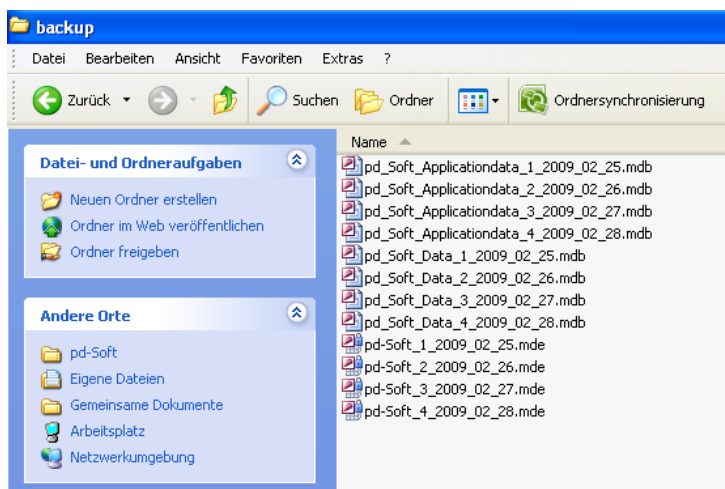 backup
Datei Bearbeiten Ansicht Favoriten Extras ?
Zurück Suchen Ordner Ordnersynchronisierung
Datei- und Ordneraufgaben
Neuen Ordner erstellen
Ordner im Web veröffentlichen
Ordner freigeben
Andere Orte
pd-Soft
Eigene Dateien
Gemeinsame Dokumente
Arbeitsplatz
Netzwerkumgebung
Name
pd_Soft_Applicationdata_1_2009_02_25.mdb
pd_Soft_Applicationdata_2_2009_02_26.mdb
pd_Soft_Applicationdata_3_2009_02_27.mdb
pd_Soft_Applicationdata_4_2009_02_28.mdb
pd_Soft_Data_1_2009_02_25.mdb
pd_Soft_Data_2_2009_02_26.mdb
pd_Soft_Data_3_2009_02_27.mdb
pd_Soft_Data_4_2009_02_28.mdb
pd-Soft_1_2009_02_25.mde
pd-Soft_2_2009_02_26.mde
pd-Soft_3_2009_02_27.mde
pd-Soft_4_2009_02_28.mde